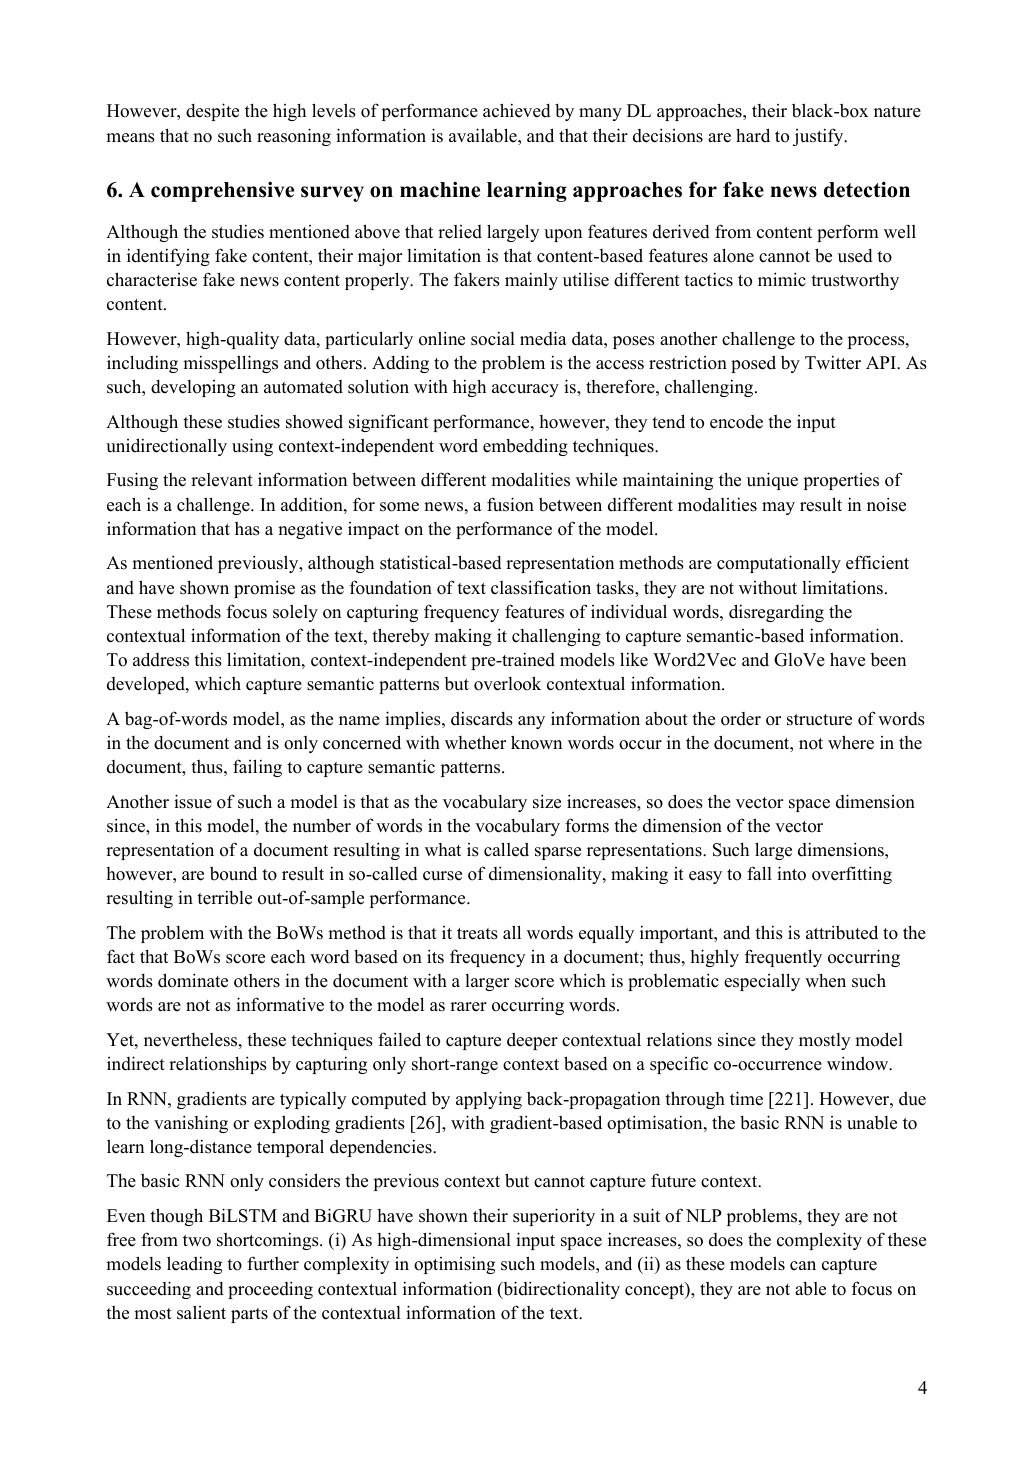 However, despite the high levels of performance achieved by many DL approaches, their black-box nature
means that no such reasoning information is available, and that their decisions are hard to justify.
6. A comprehensive survey on machine learning approaches for fake news detection
Although the studies mentioned above that relied largely upon features derived from content perform well
in identifying fake content, their major limitation is that content-based features alone cannot be used to
characterise fake news content properly. The fakers mainly utilise different tactics to mimic trustworthy
content.
However, high-quality data, particularly online social media data, poses another challenge to the process,
including misspellings and others. Adding to the problem is the access restriction posed by Twitter API. As
such, developing an automated solution with high accuracy is, therefore, challenging.
Although these studies showed significant performance, however, they tend to encode the input
unidirectionally using context-independent word embedding techniques.
Fusing the relevant information between different modalities while maintaining the unique properties of
each is a challenge. In addition, for some news, a fusion between different modalities may result in noise
information that has a negative impact on the performance of the model.
As mentioned previously, although statistical-based representation methods are computationally efficient
and have shown promise as the foundation of text classification tasks, they are not without limitations.
These methods focus solely on capturing frequency features of individual words, disregarding the
contextual information of the text, thereby making it challenging to capture semantic-based information.
To address this limitation, context-independent pre-trained models like Word2Vec and GloVe have been
developed, which capture semantic patterns but overlook contextual information.
A bag-of-words model, as the name implies, discards any information about the order or structure of words
in the document and is only concerned with whether known words occur in the document, not where in the
document, thus, failing to capture semantic patterns.
Another issue of such a model is that as the vocabulary size increases, so does the vector space dimension
since, in this model, the number of words in the vocabulary forms the dimension of the vector
representation of a document resulting in what is called sparse representations. Such large dimensions,
however, are bound to result in so-called curse of dimensionality, making it easy to fall into overfitting
resulting in terrible out-of-sample performance.
The problem with the BoWs method is that it treats all words equally important, and this is attributed to the
fact that BoWs score each word based on its frequency in a document; thus, highly frequently occurring
words dominate others in the document with a larger score which is problematic especially when such
words are not as informative to the model as rarer occurring words.
Yet, nevertheless, these techniques failed to capture deeper contextual relations since they mostly model
indirect relationships by capturing only short-range context based on a specific co-occurrence window.
In RNN, gradients are typically computed by applying back-propagation through time [221]. However, due
to the vanishing or exploding gradients [26], with gradient-based optimisation, the basic RNN is unable to
learn long-distance temporal dependencies.
The basic RNN only considers the previous context but cannot capture future context.
Even though BiLSTM and BiGRU have shown their superiority in a suit of NLP problems, they are not
free from two shortcomings. (i) As high-dimensional input space increases, so does the complexity of these
models leading to further complexity in optimising such models, and (ii) as these models can capture
succeeding and proceeding contextual information (bidirectionality concept), they are not able to focus on
the most salient parts of the contextual information of the text.
4